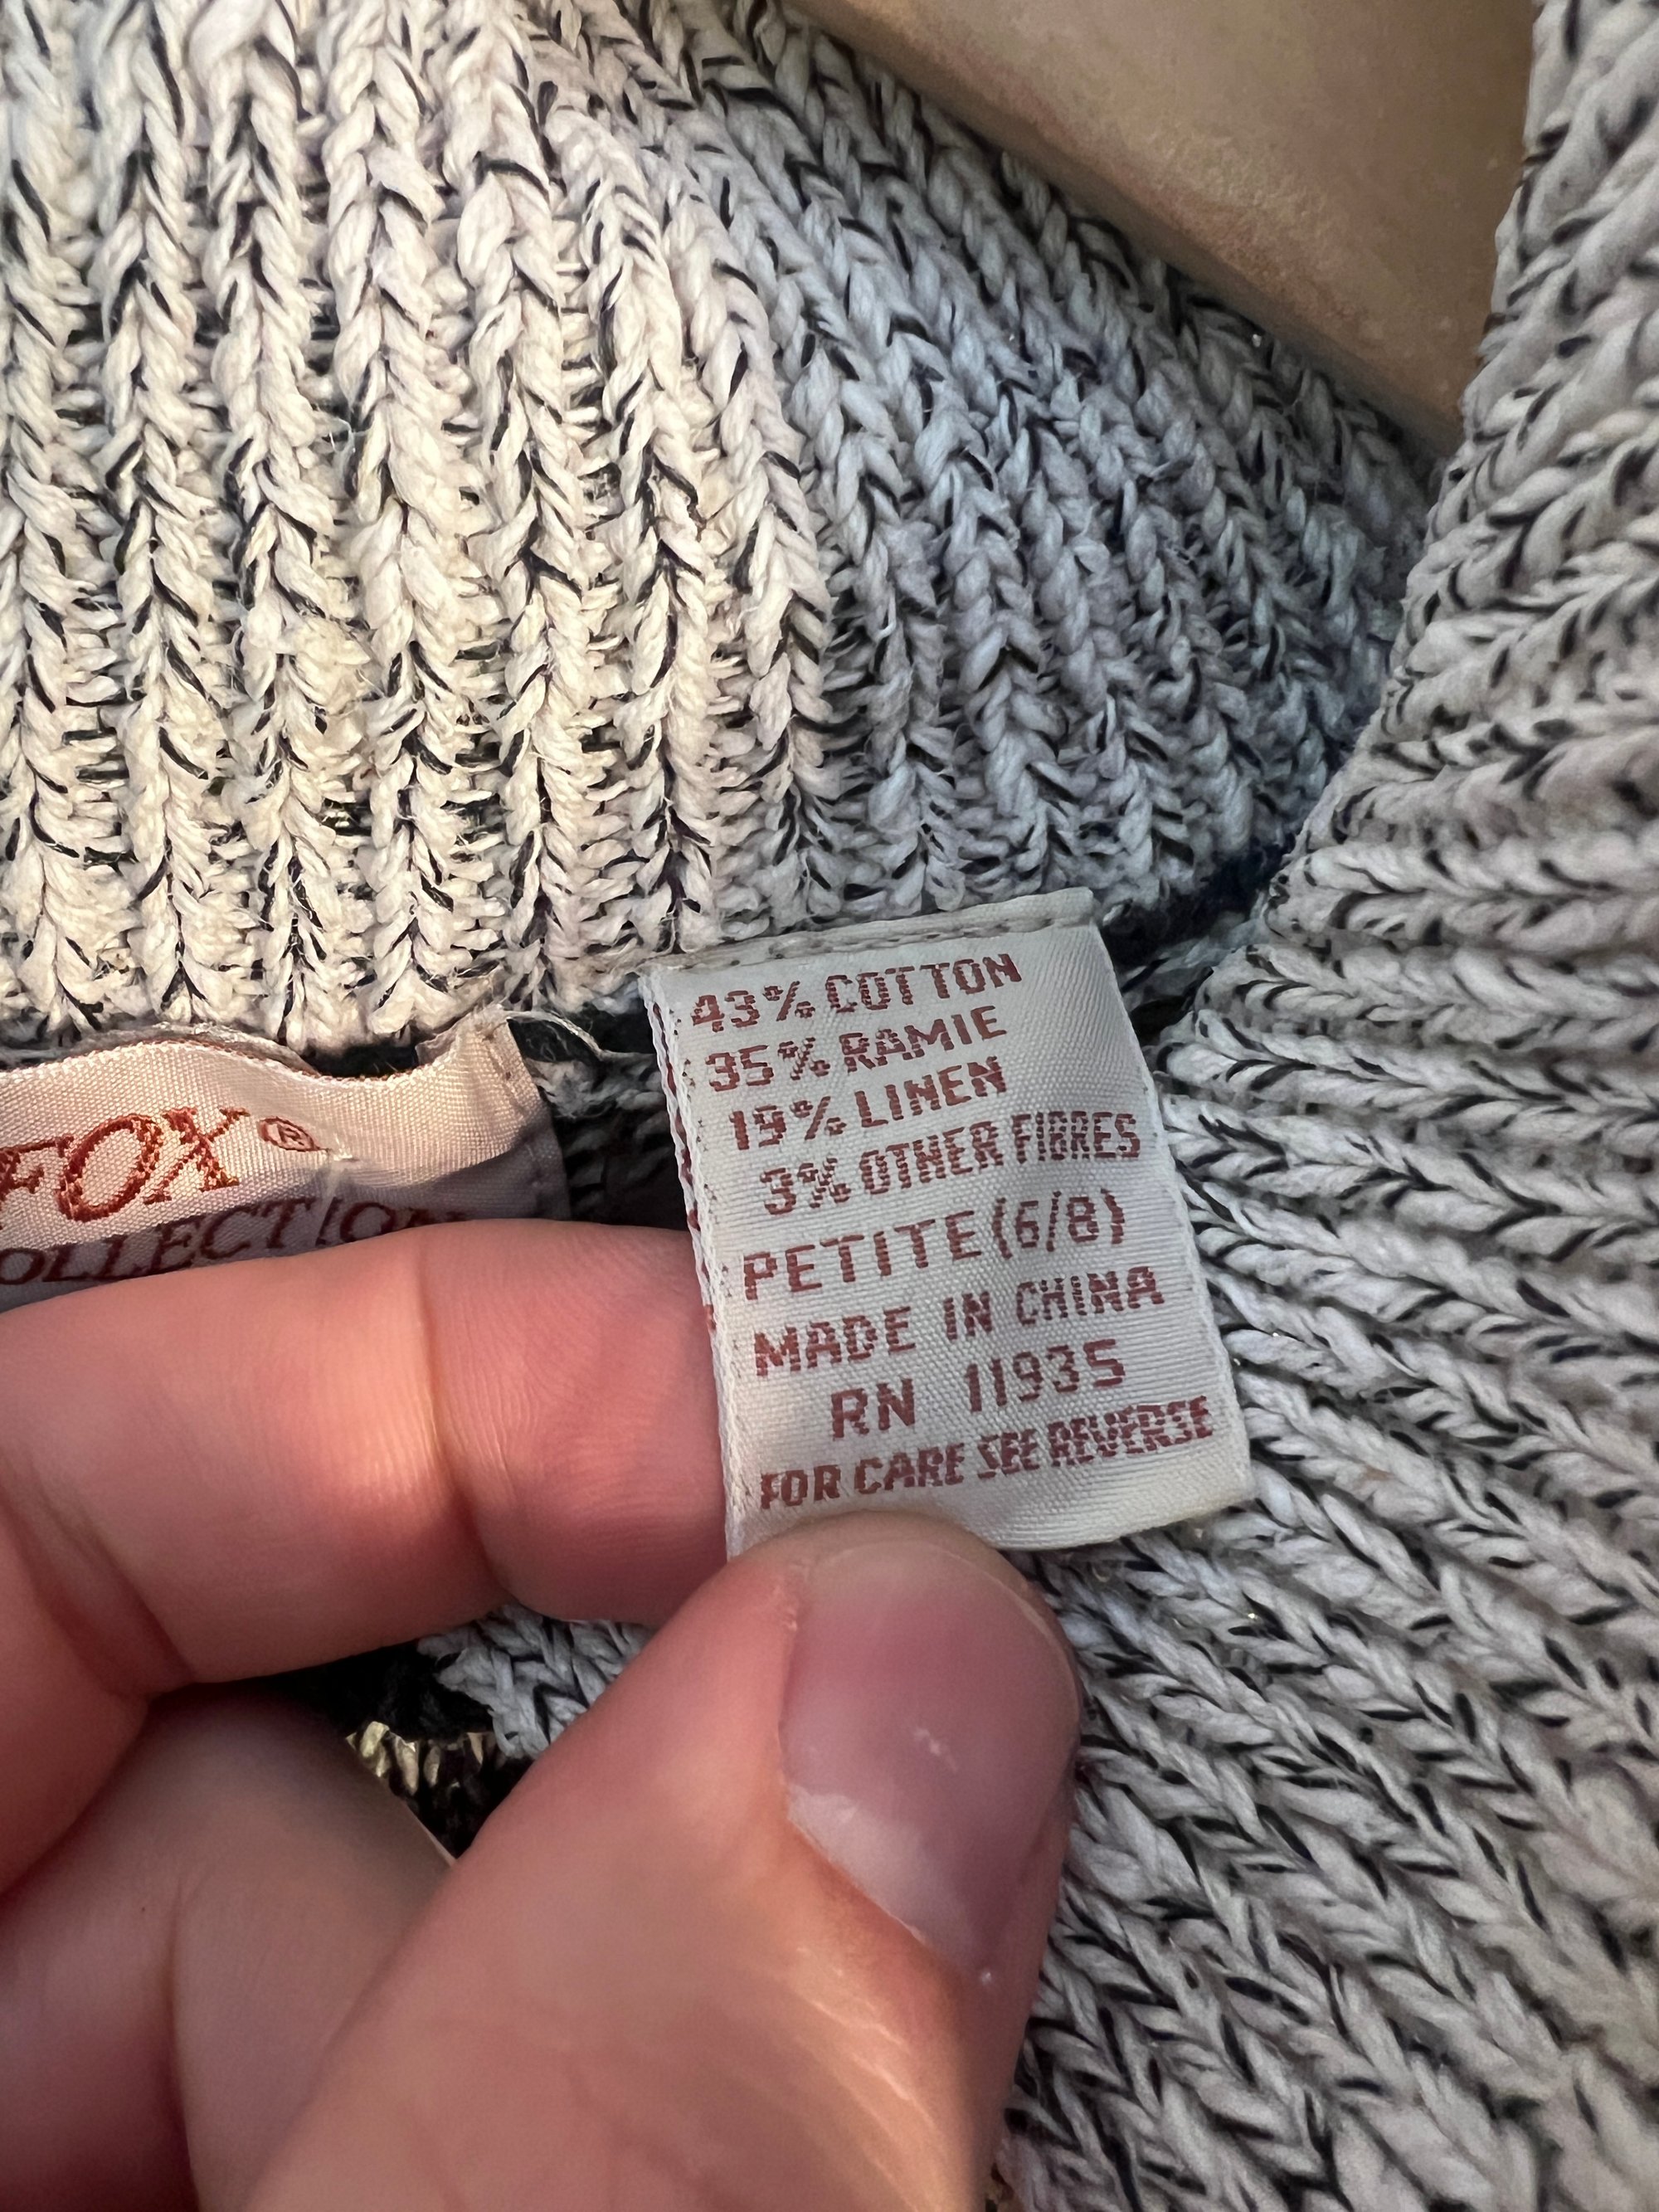 FOX®
OLLECTION
43% COTTON
35% RAMIE
19% LINEN
3% OTHER FIBRES
PETITE (6/8)
MADE IN CHINA
RN 11935
FOR CARE SEE REVERSE